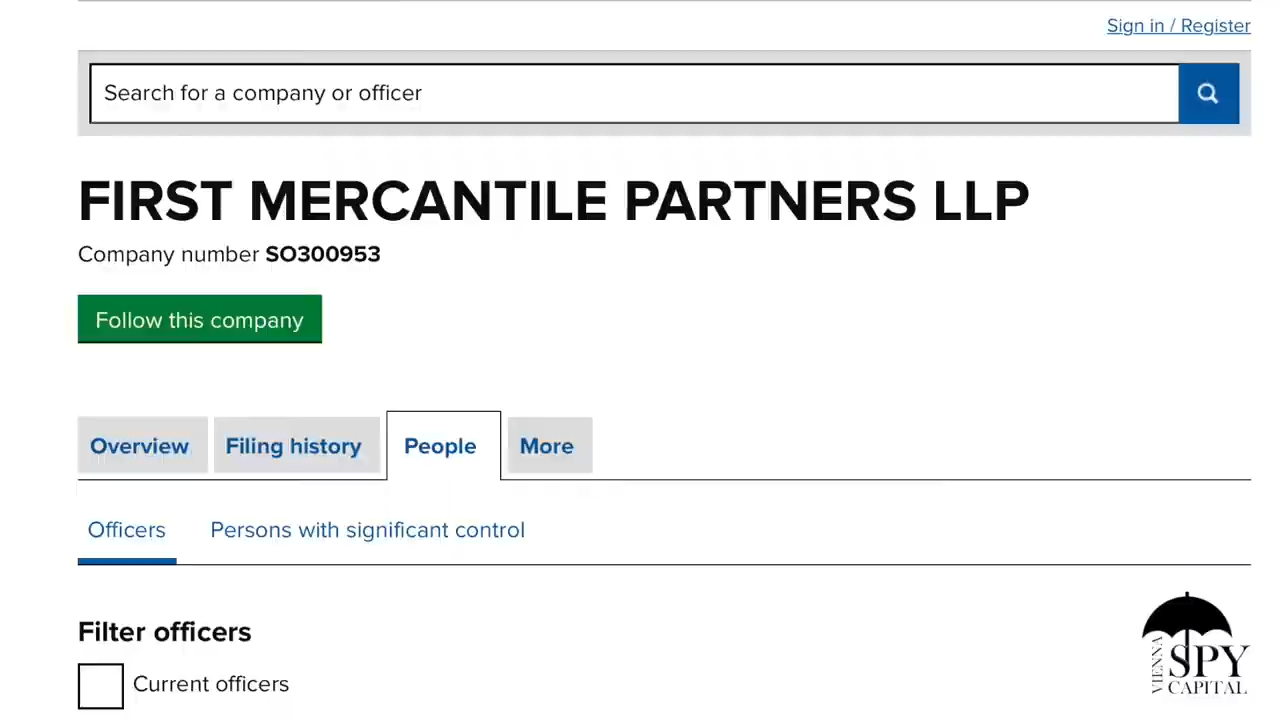 Sign in / Register
Search for a company or officer
FIRST MERCANTILE PARTNERS LLP
Company number SO300953
Follow this company
Overview
Filing history
People
More
Officers
Persons with significant control
Filter officers
Current officers
VIENNA
SPY
CAPITAL